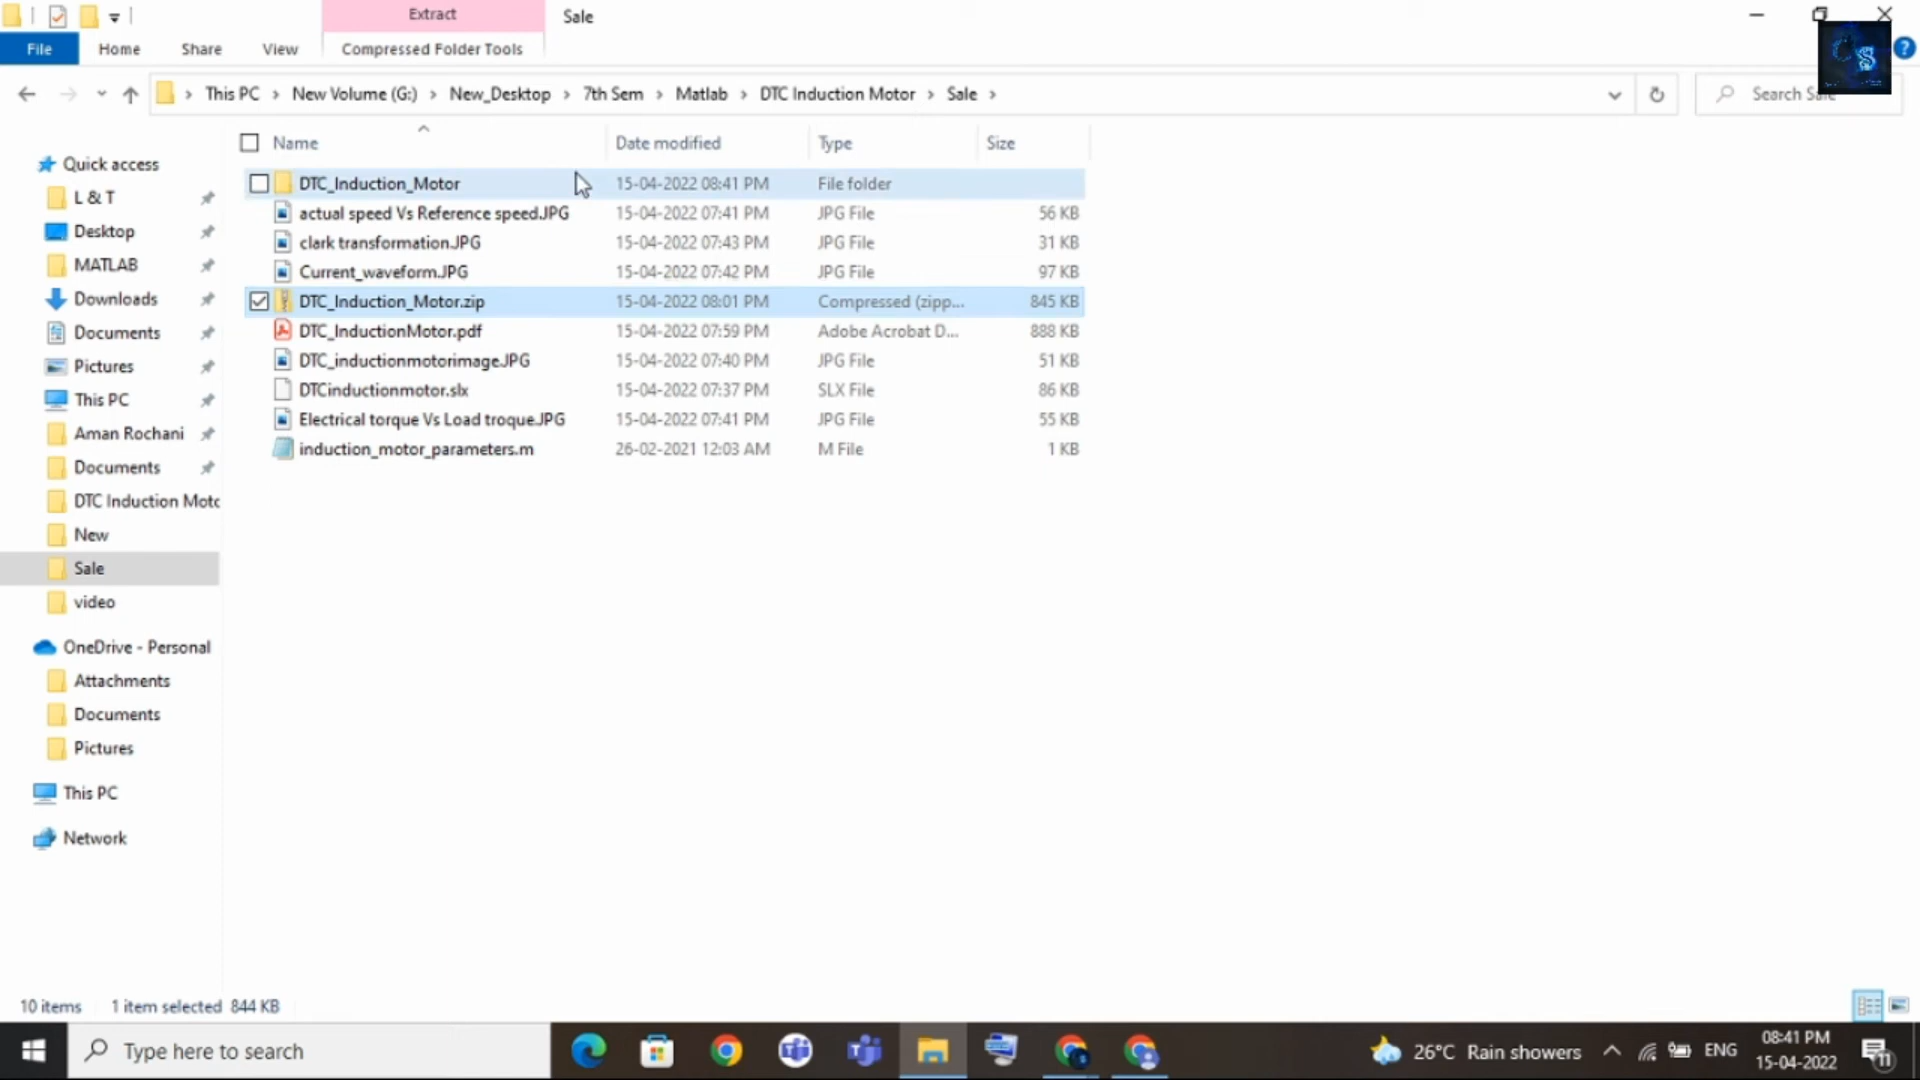 Extract
Sale
File Home Share View Compressed Folder Tools
This PC New Volume (G:) New_Desktop 7th Sem Matlab DTC Induction Motor Sale
Search Sale
Name Date modified Type Size
DTC_Induction_Motor 15-04-2022 08:41 PM File folder
actual speed Vs Reference speed.JPG 15-04-2022 07:41 PM JPG File 56 KB
clark transformation.JPG 15-04-2022 07:43 PM JPG File 31 KB
Current_waveform.JPG 15-04-2022 07:42 PM JPG File 97 KB
DTC_Induction_Motor.zip 15-04-2022 08:01 PM Compressed (zipp... 845 KB
DTC_InductionMotor.pdf 15-04-2022 07:59 PM Adobe Acrobat D... 888 KB
DTC_inductionmotorimage.JPG 15-04-2022 07:40 PM JPG File 51 KB
DTCinductionmotor.slx 15-04-2022 07:37 PM SLX File 86 KB
Electrical torque Vs Load troque.JPG 15-04-2022 07:41 PM JPG File 55 KB
induction_motor_parameters.m 26-02-2021 12:03 AM M File 1 KB
Quick access
L & T
Desktop
MATLAB
Downloads
Documents
Pictures
This PC
Aman Rochani
Documents
DTC Induction Moto
New
Sale
video
OneDrive - Personal
Attachments
Documents
Pictures
This PC
Network
10 items 1 item selected 844 KB
Type here to search
26°C Rain showers
ENG
08:41 PM
15-04-2022
11